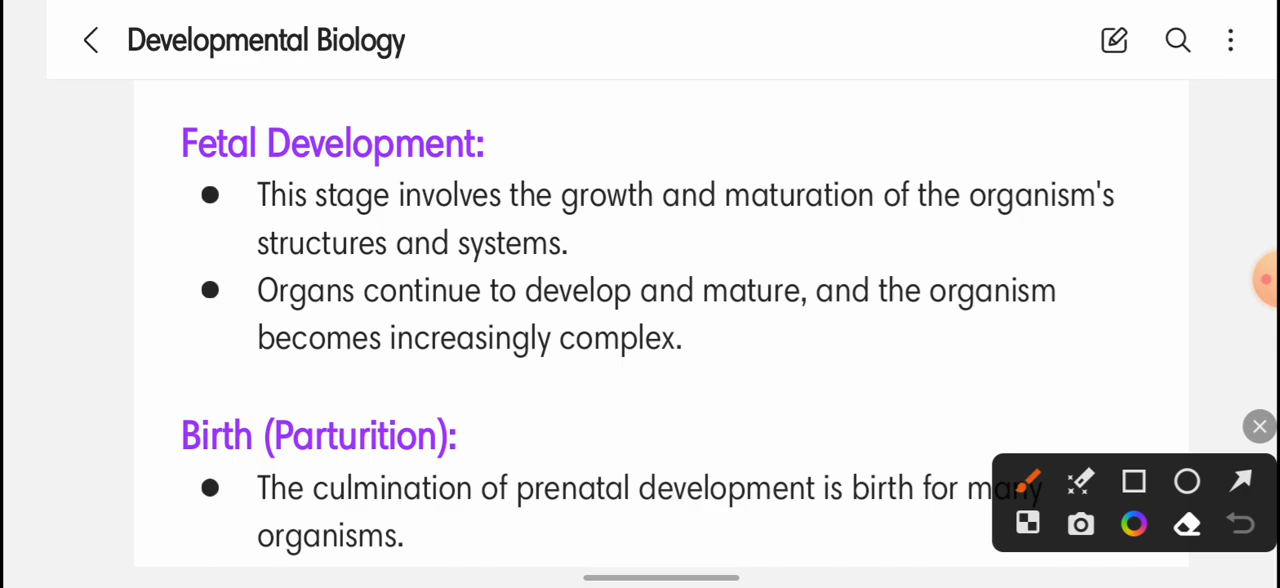 Developmental Biology
Fetal Development:
● This stage involves the growth and maturation of the organism's
structures and systems.
● Organs continue to develop and mature, and the organism
becomes increasingly complex.
Birth (Parturition):
● The culmination of prenatal development is birth for many
organisms.